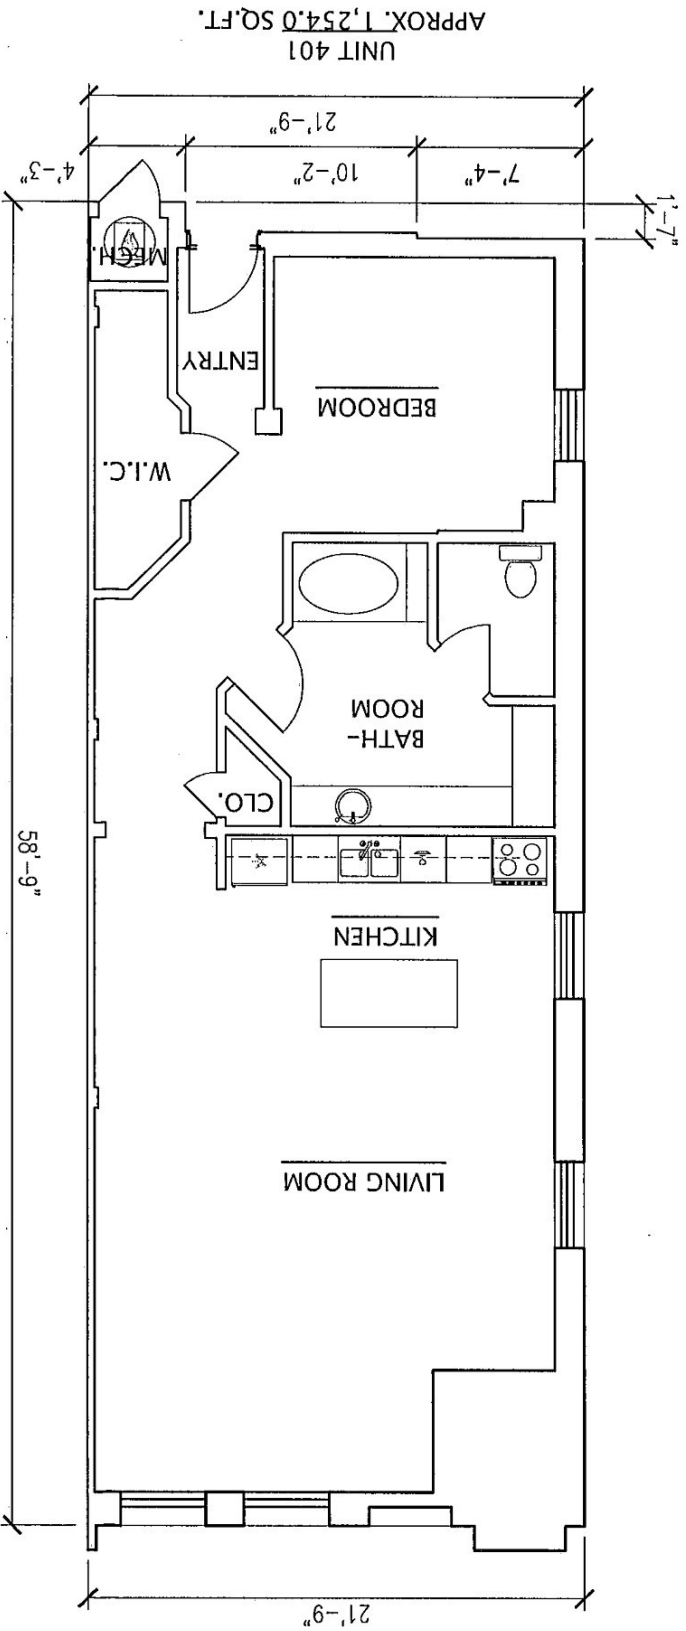 21'-9"
LIVING ROOM
KITCHEN
58'-9"
CLO.
BATH-
ROOM
W.I.C.
BEDROOM
ENTRY
MECH.
1'-7"
7'-4"
10'-2"
4'-3"
21'-9"
UNIT 401
APPROX. 1,254.0 SQ.FT.